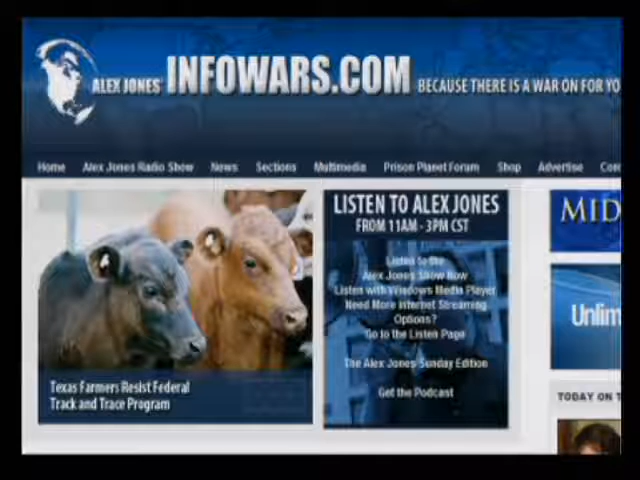 ALEX JONES' INFOWARS.COM BECAUSE THERE IS A WAR ON FOR YO
Home Alex Jones Radio Show News Sections Multimedia Prison Planet Forum Shop Advertise Con
LISTEN TO ALEX JONES
FROM 11AM - 3PM CST
Listen to the
Alex Jones Show Now
Listen with Windows Media Player
Need More Internet Streaming
Options?
Go to the Listen Page
The Alex Jones Sunday Edition
Get the Podcast
Texas Farmers Resist Federal
Track and Trace Program
MID
Unlim
TODAY ON T